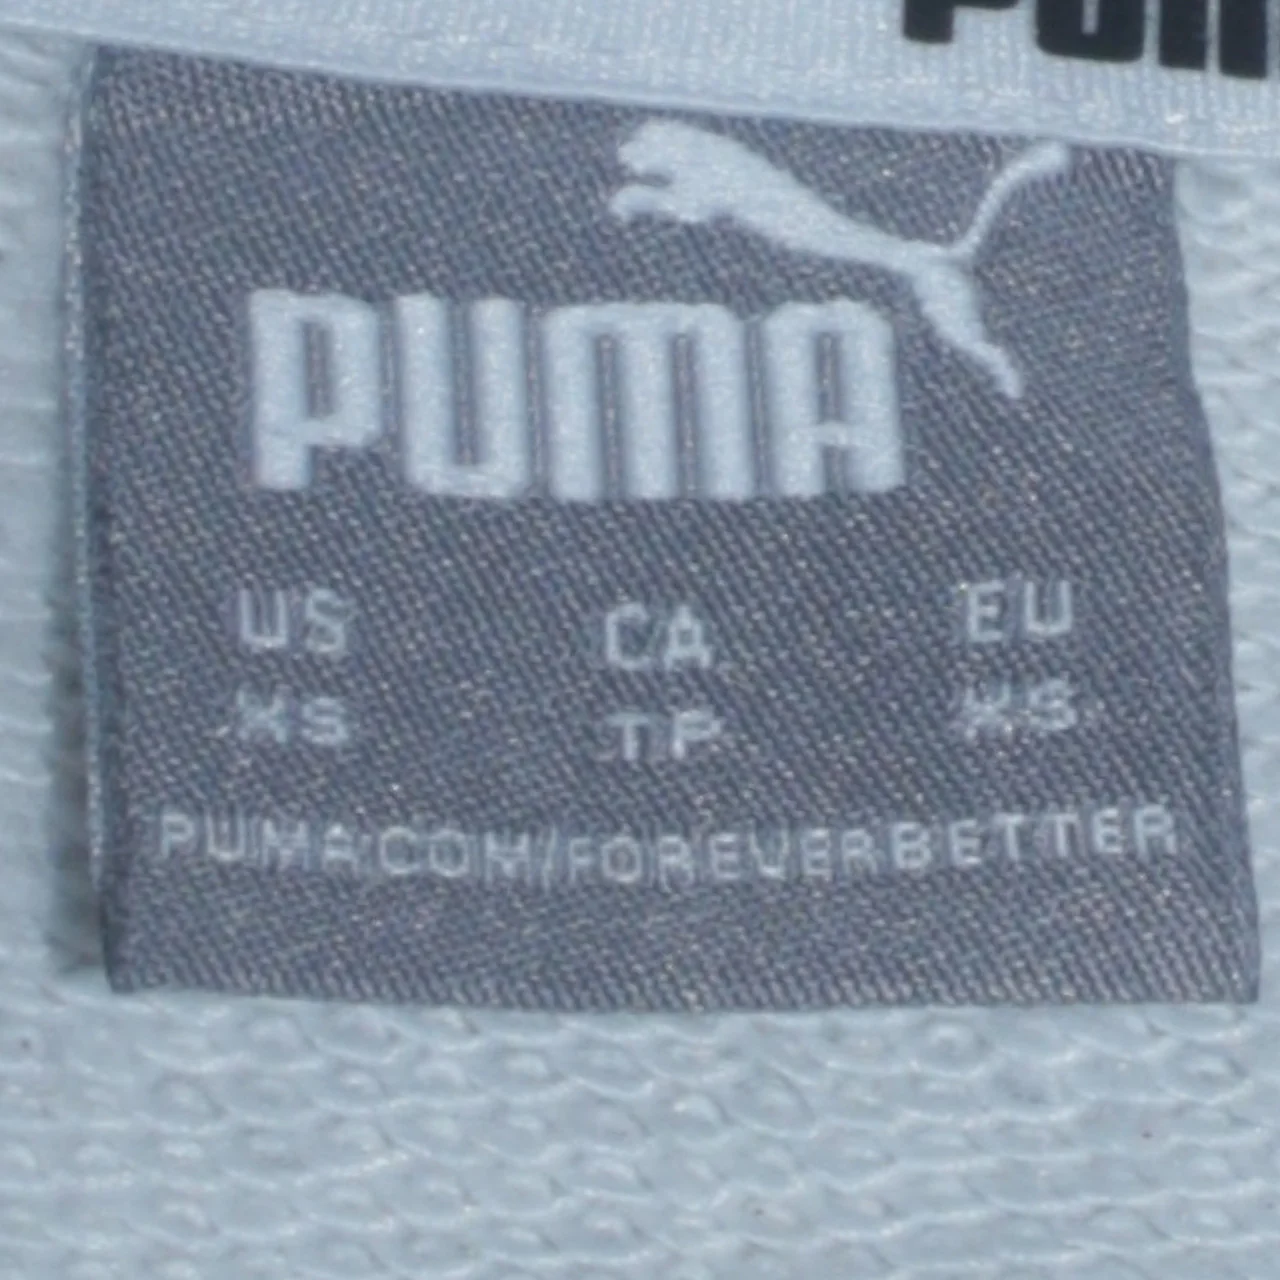 PUMA
US CA EU
XS TP XS
PUMA.COM/FOREVERBETTER